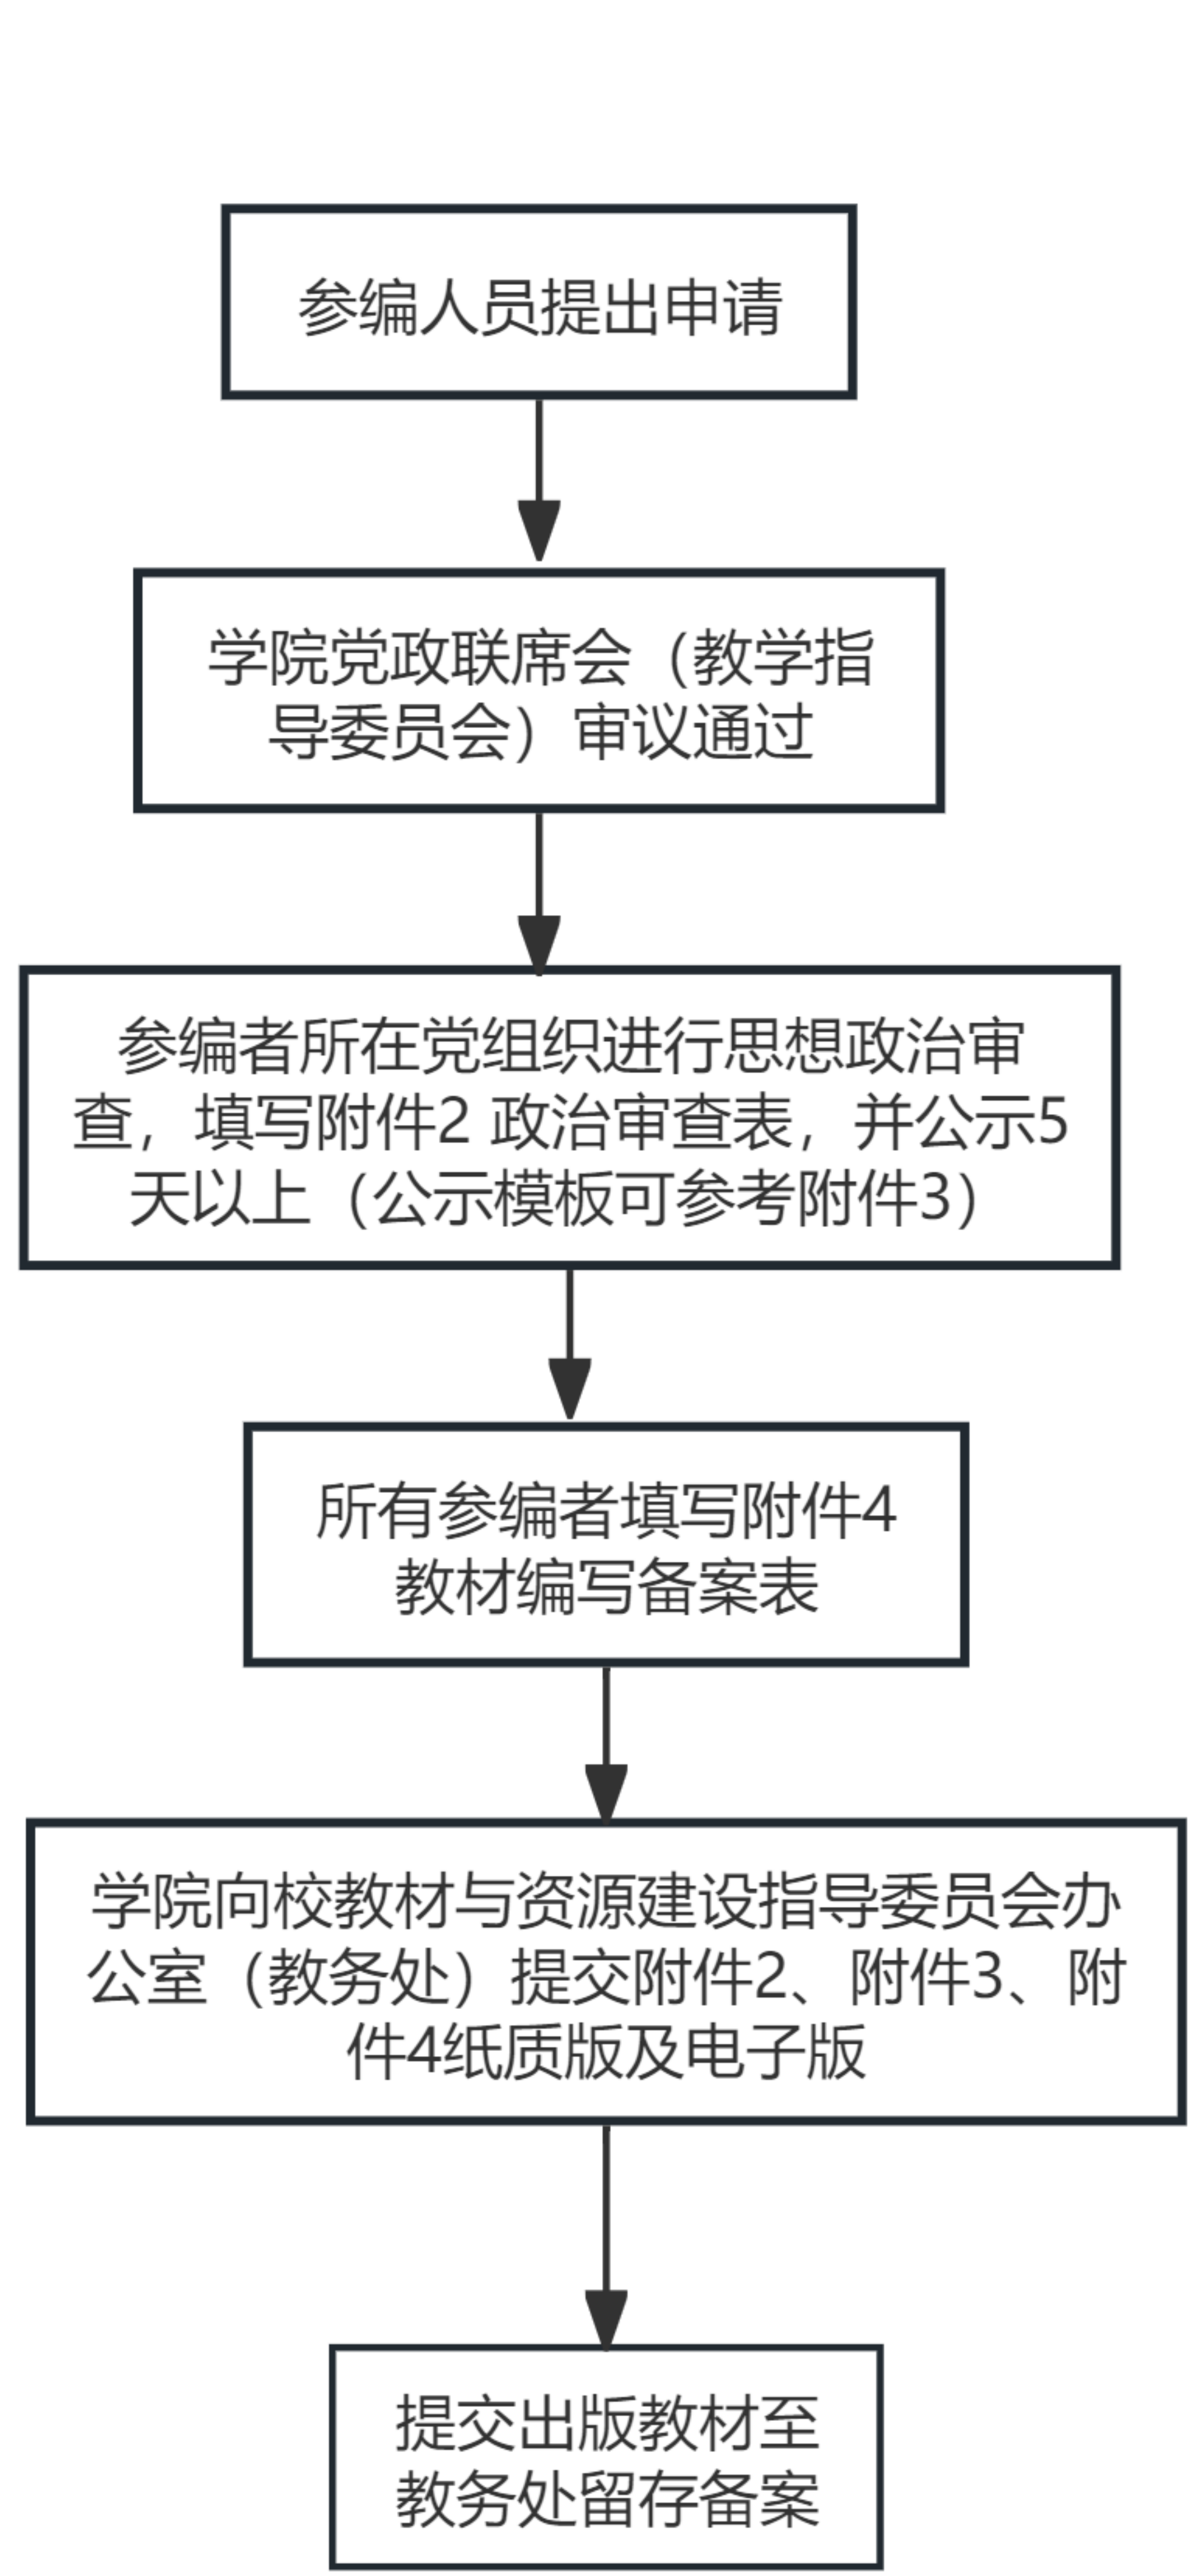 参编人员提出申请
学院党政联席会（教学指
导委员会）审议通过
参编者所在党组织进行思想政治审
查，填写附件2 政治审查表，并公示5
天以上（公示模板可参考附件3）
所有参编者填写附件4
教材编写备案表
学院向校教材与资源建设指导委员会办
公室（教务处）提交附件2、附件3、附
件4纸质版及电子版
提交出版教材至
教务处留存备案